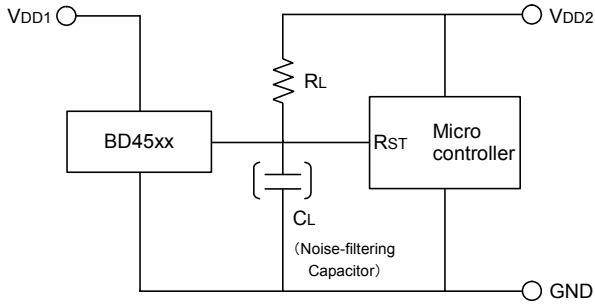 VDD1
VDD2
RL
BD45xx
RST
Micro
controller
CL
（Noise-filtering
Capacitor）
GND